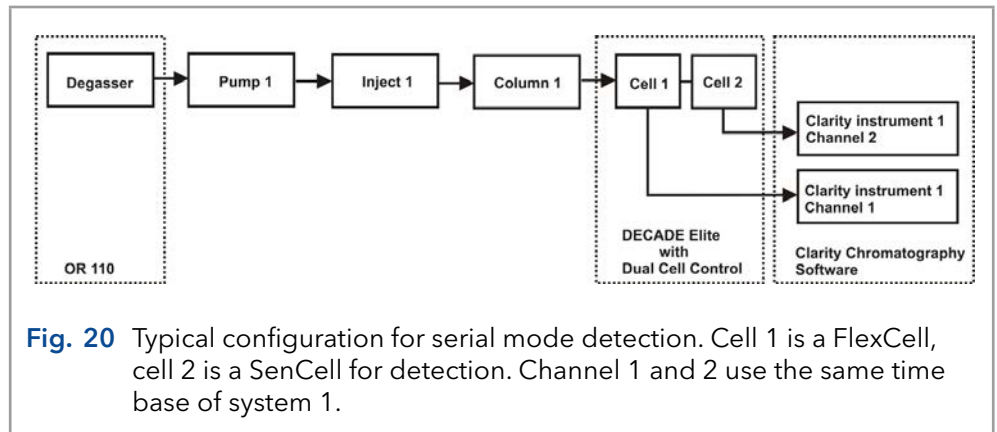 Degasser
Pump 1
Inject 1
Column 1
Cell 1
Cell 2
Clarity instrument 1
Channel 2
Clarity instrument 1
Channel 1
OR 110
DECADE Elite
with
Dual Cell Control
Clarity Chromatography
Software
Fig. 20 Typical configuration for serial mode detection. Cell 1 is a FlexCell,
cell 2 is a SenCell for detection. Channel 1 and 2 use the same time
base of system 1.